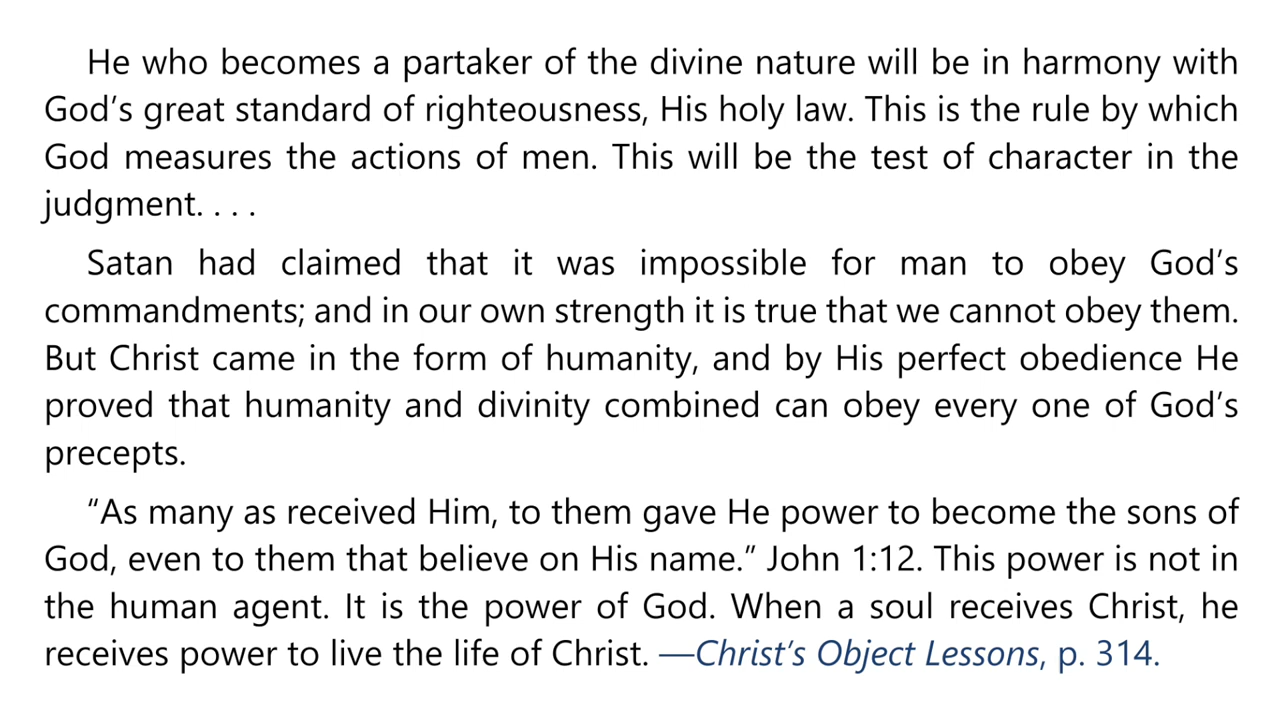 He who becomes a partaker of the divine nature will be in harmony with
God’s great standard of righteousness, His holy law. This is the rule by which
God measures the actions of men. This will be the test of character in the
judgment. . . .
Satan had claimed that it was impossible for man to obey God’s
commandments; and in our own strength it is true that we cannot obey them.
But Christ came in the form of humanity, and by His perfect obedience He
proved that humanity and divinity combined can obey every one of God’s
precepts.
“As many as received Him, to them gave He power to become the sons of
God, even to them that believe on His name.” John 1:12. This power is not in
the human agent. It is the power of God. When a soul receives Christ, he
receives power to live the life of Christ. —Christ’s Object Lessons, p. 314.